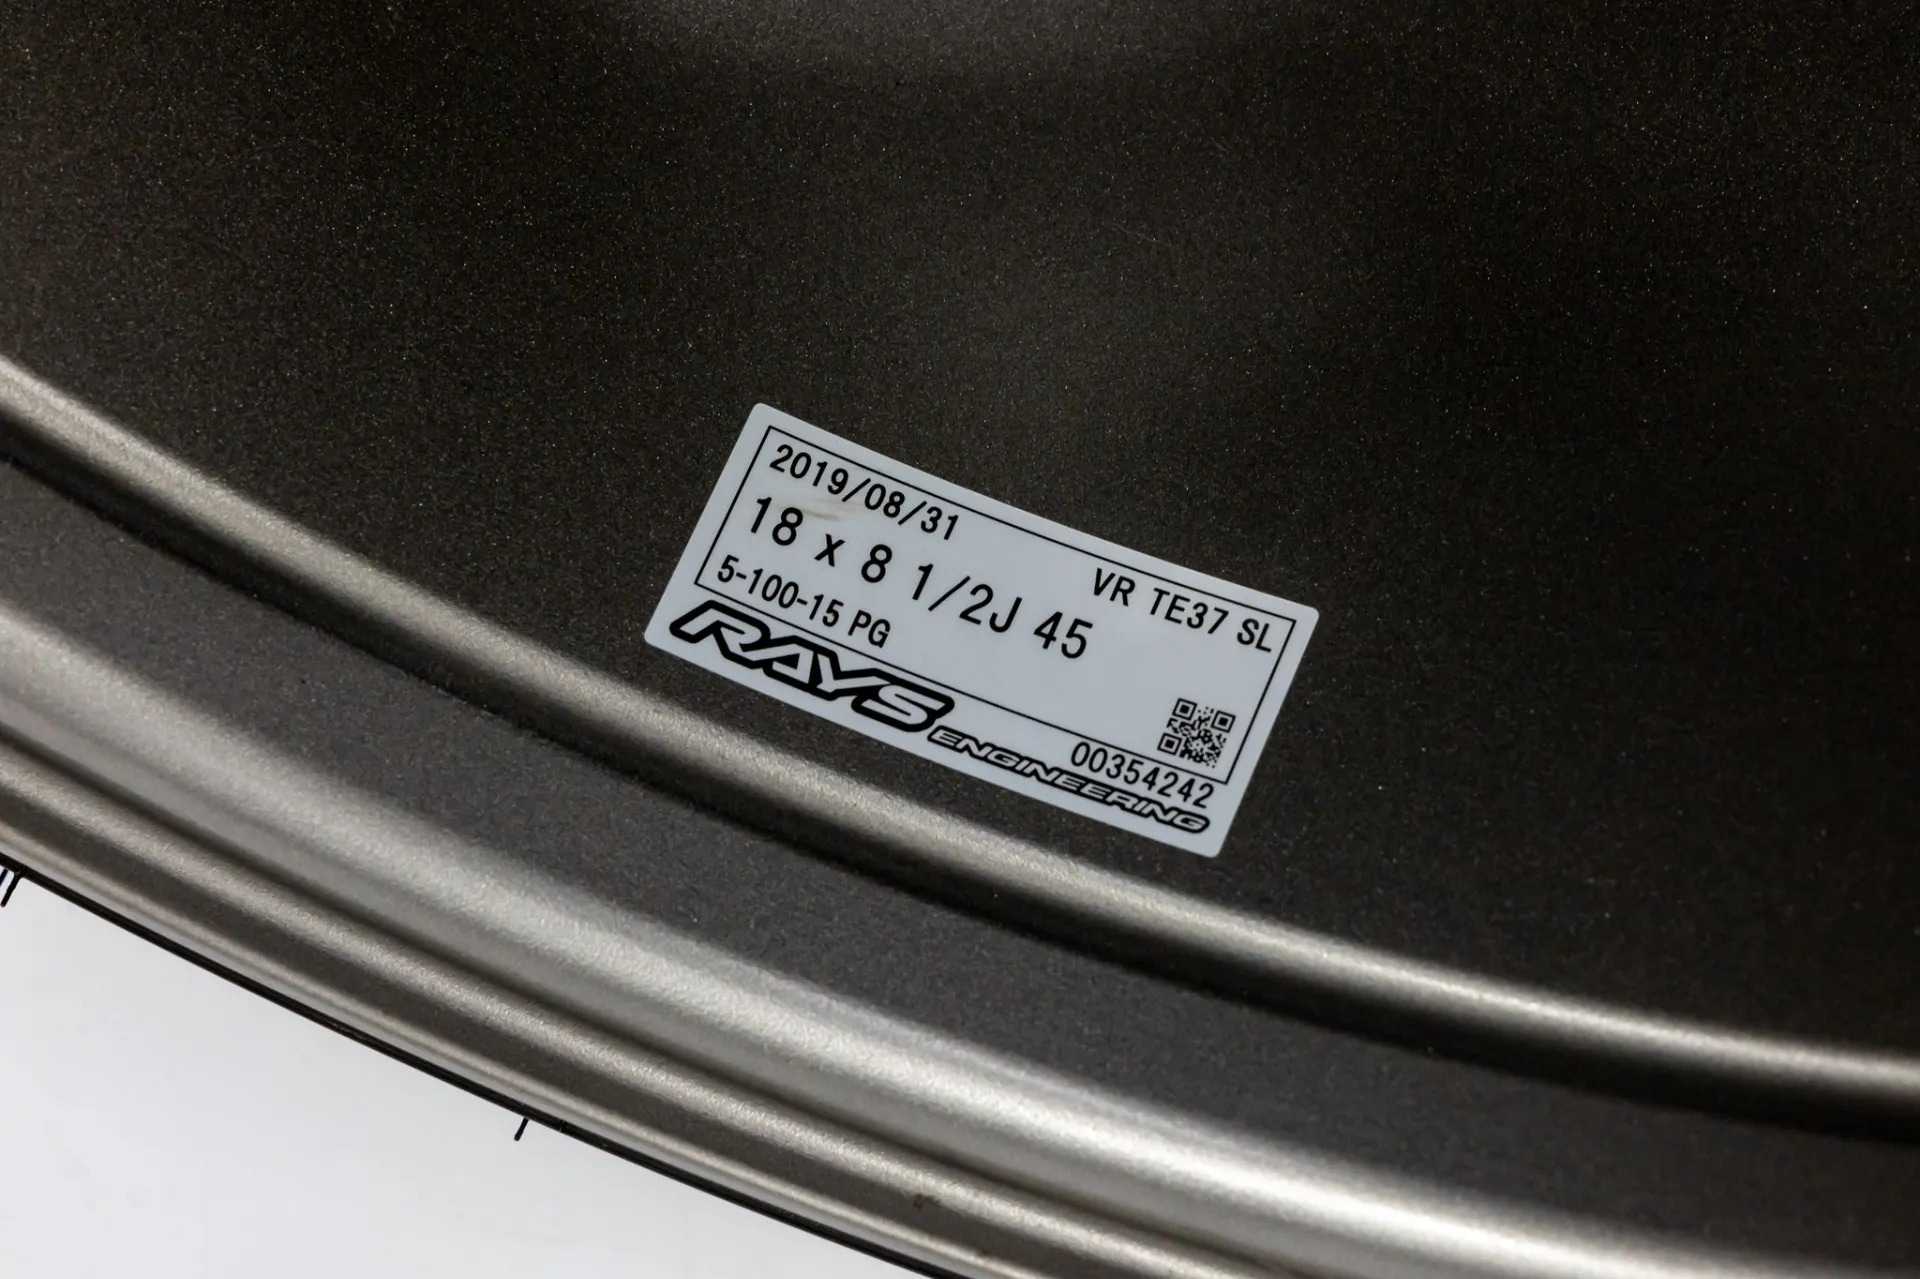 2019/08/31
VR TE37 SL
18 x 8 1/2J 45
5-100-15 PG
00354242
RAYS ENGINEERING